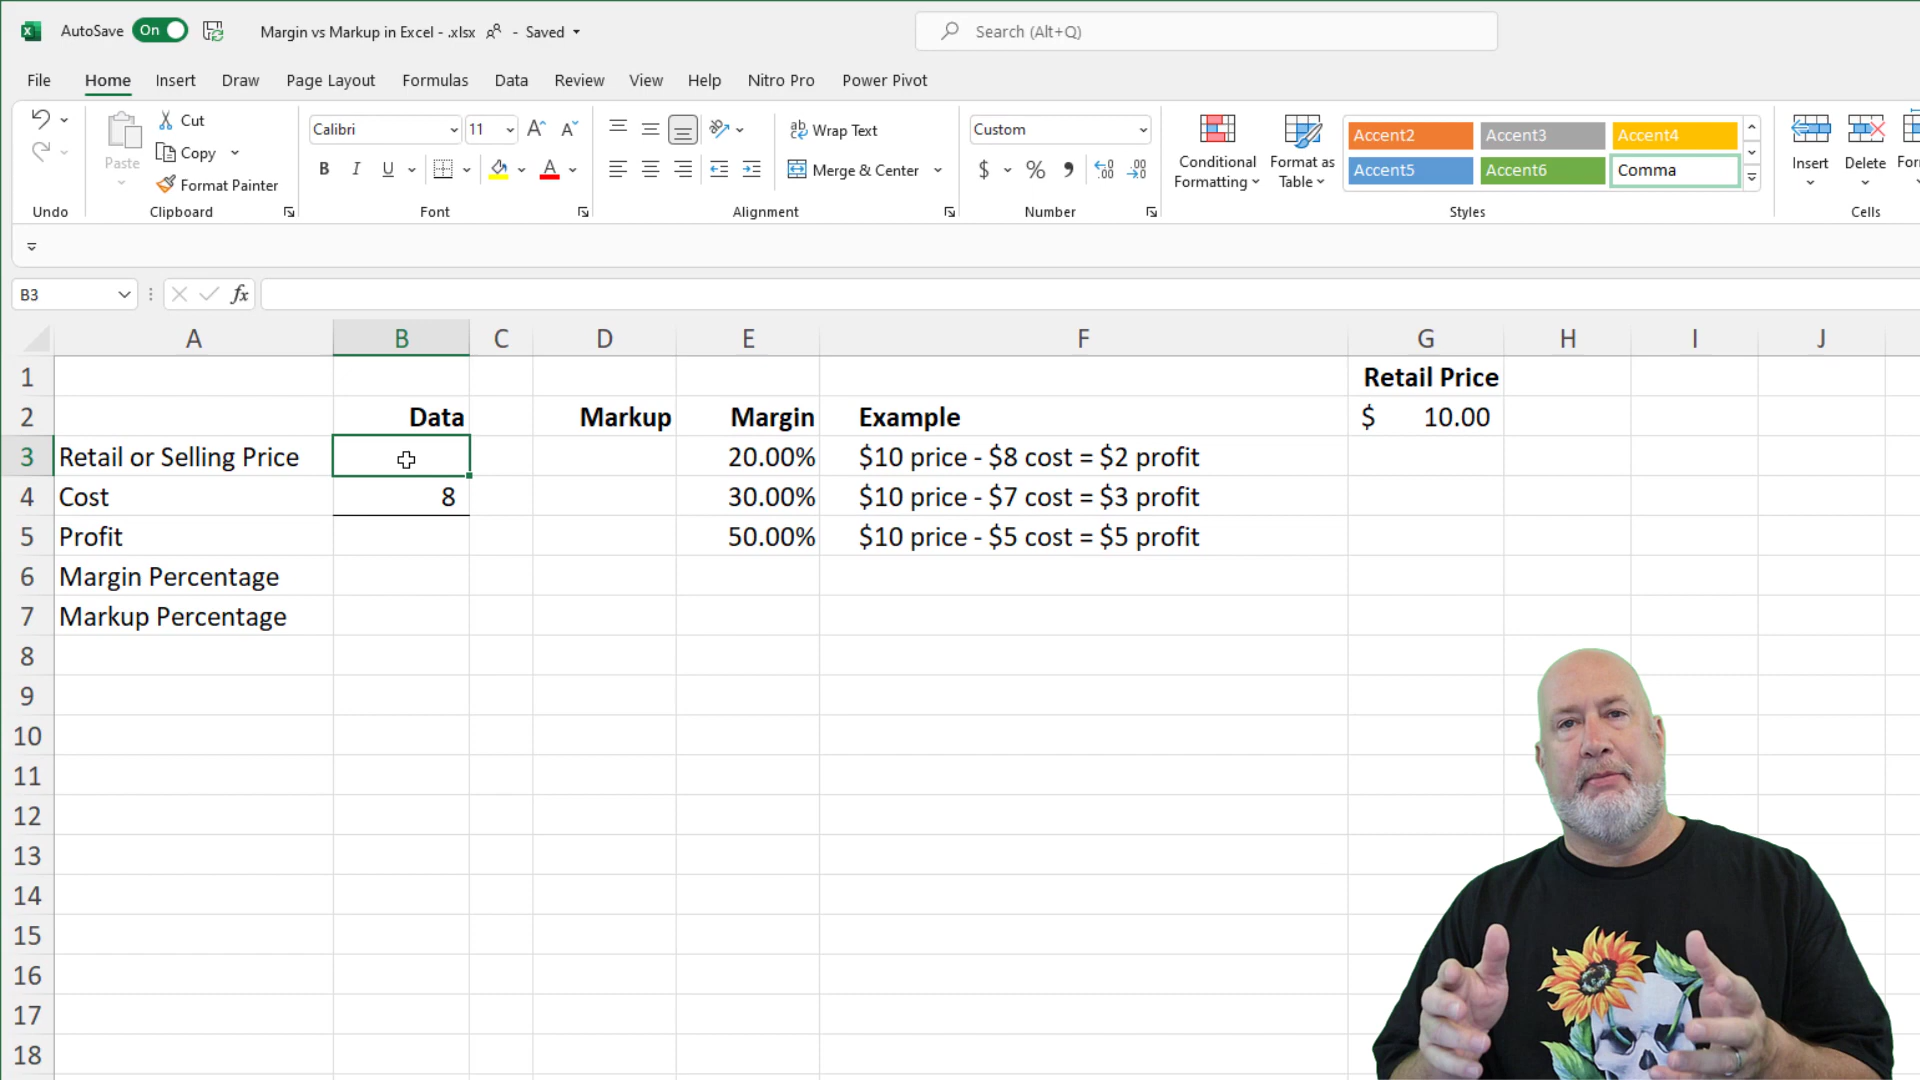 AutoSave On Margin vs Markup in Excel - .xlsx - Saved Search (Alt+Q)
File Home Insert Draw Page Layout Formulas Data Review View Help Nitro Pro Power Pivot
Paste
Cut
Copy
Format Painter
Calibri 11
B I U
Wrap Text
Merge & Center
Custom
$ % 9
Conditional Formatting
Format as Table
Accent2 Accent3 Accent4
Accent5 Accent6 Comma
Insert Delete
Undo Clipboard Font Alignment Number Styles Cells
B3 fx
A B C D E F G H I J
1 Retail Price
2 Data Markup Margin Example $ 10.00
3 Retail or Selling Price 20.00% $10 price - $8 cost = $2 profit
4 Cost 8 30.00% $10 price - $7 cost = $3 profit
5 Profit 50.00% $10 price - $5 cost = $5 profit
6 Margin Percentage
7 Markup Percentage
8
9
10
11
12
13
14
15
16
17
18